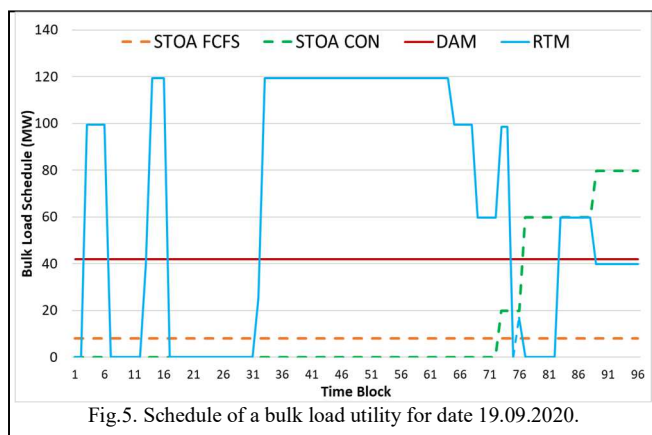 140
STOA FCFS STOA CON DAM RTM
120
100
80
60
40
20
0
Bulk Load Schedule (MW)
1 6 11 16 21 26 31 36 41 46 51 56 61 66 71 76 81 86 91 96
Time Block
Fig.5. Schedule of a bulk load utility for date 19.09.2020.